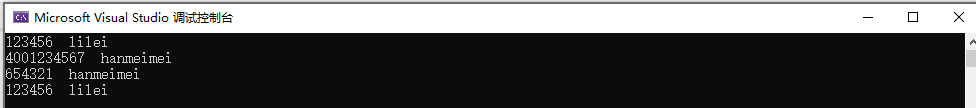 Microsoft Visual Studio 调试控制台
123456  lilei
4001234567  hanmeimei
654321  hanmeimei
123456  lilei